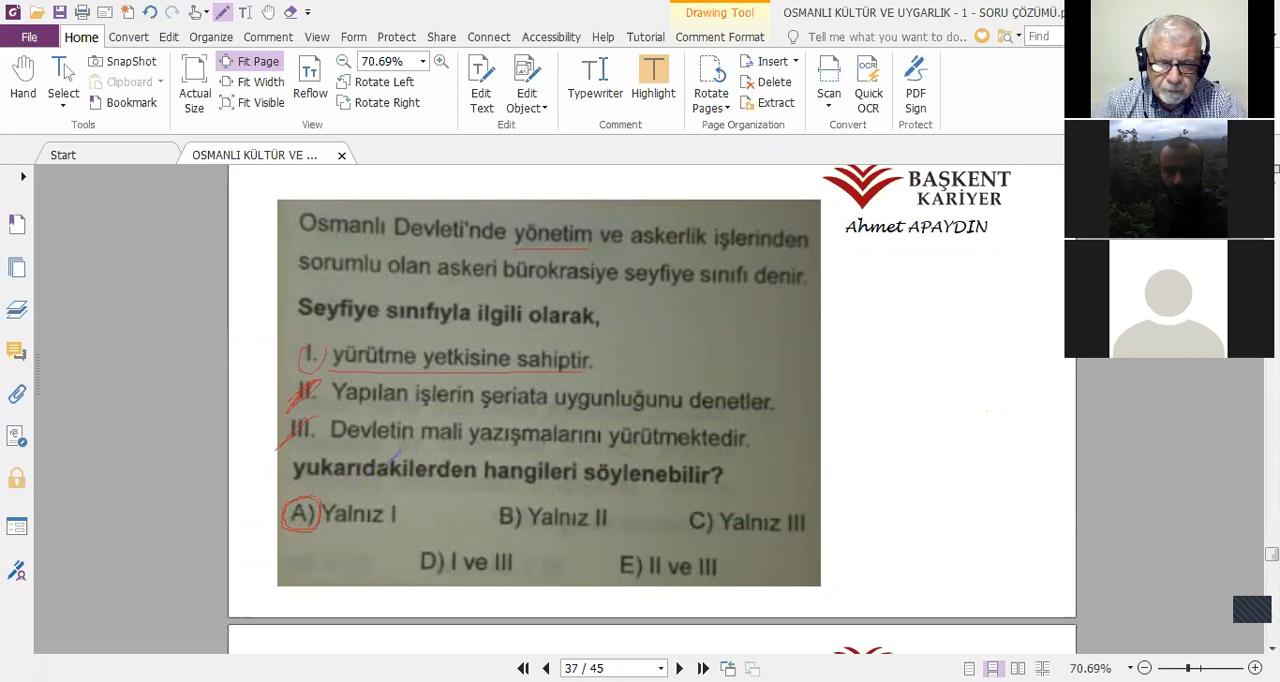 OSMANLI KÜLTÜR VE UYGARLIK - 1 - SORU ÇÖZÜMÜ.p
Drawing Tool
File Home Convert Edit Organize Comment View Form Protect Share Connect Accessibility Help Tutorial Comment Format Tell me what you want to do.. Find
Hand
Select
SnapShot
Clipboard
Bookmark
Tools
Actual Size
Fit Page
Fit Width
Fit Visible
Reflow
70.69%
Rotate Left
Rotate Right
View
Edit Text
Edit Object
Edit
Typewriter
Highlight
Comment
Rotate Pages
Insert
Delete
Extract
Page Organization
Scan
Quick OCR
Convert
PDF Sign
Protect
Start
OSMANLI KÜLTÜR VE ...
BAŞKENT
KARİYER
Ahmet APAYDIN
Osmanlı Devleti'nde yönetim ve askerlik işlerinden
sorumlu olan askeri bürokrasiye seyfiye sınıfı denir.
Seyfiye sınıfıyla ilgili olarak,
I. yürütme yetkisine sahiptir.
II. Yapılan işlerin şeriata uygunluğunu denetler.
III. Devletin mali yazışmalarını yürütmektedir.
yukarıdakilerden hangileri söylenebilir?
A) Yalnız I B) Yalnız II C) Yalnız III
D) I ve III E) II ve III
37 / 45
70.69%